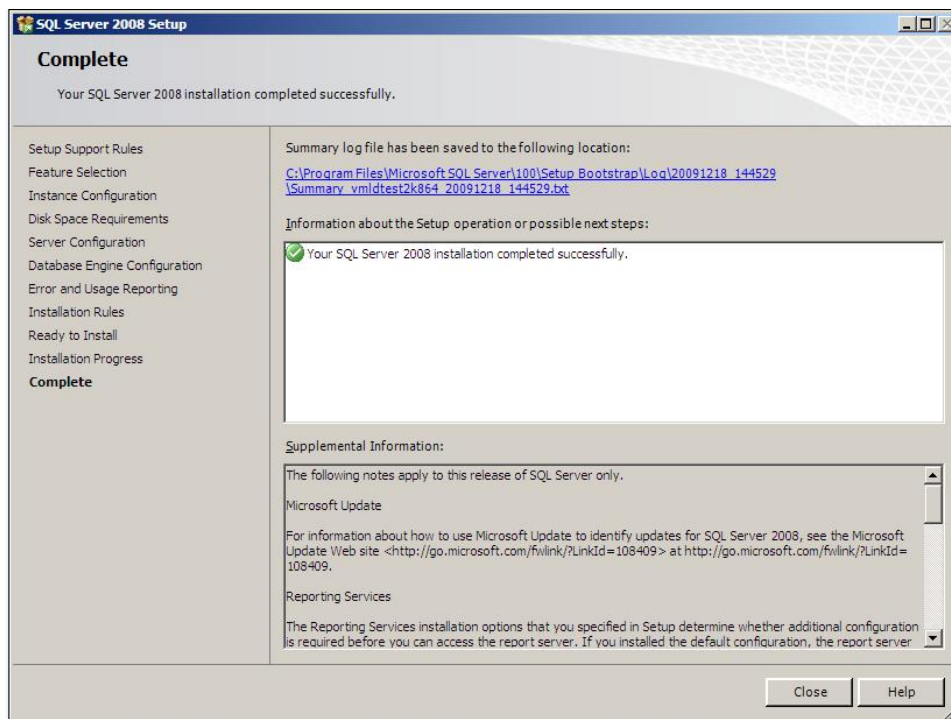 SQL Server 2008 Setup
Complete
Your SQL Server 2008 installation completed successfully.
Setup Support Rules
Feature Selection
Instance Configuration
Disk Space Requirements
Server Configuration
Database Engine Configuration
Error and Usage Reporting
Installation Rules
Ready to Install
Installation Progress
Complete
Summary log file has been saved to the following location:
C:\Program Files\Microsoft SQL Server\100\Setup Bootstrap\Log\20091218_144529
\Summary_vmldtest2k864_20091218_144529.txt
Information about the Setup operation or possible next steps:
Your SQL Server 2008 installation completed successfully.
Supplemental Information:
The following notes apply to this release of SQL Server only.
Microsoft Update
For information about how to use Microsoft Update to identify updates for SQL Server 2008, see the Microsoft
Update Web site <http://go.microsoft.com/fwlink/?LinkId=108409> at http://go.microsoft.com/fwlink/?LinkId=
108409.
Reporting Services
The Reporting Services installation options that you specified in Setup determine whether additional configuration
is required before you can access the report server. If you installed the default configuration, the report server
Close
Help